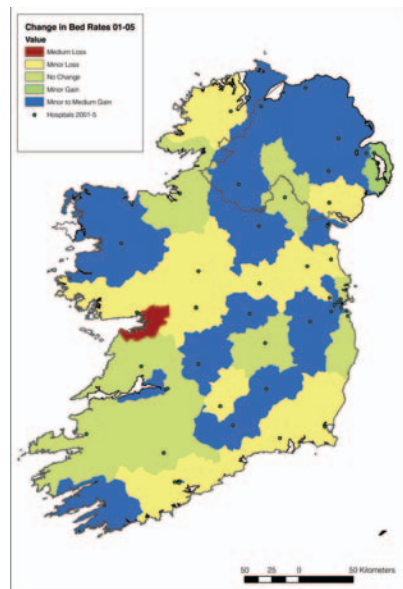 Change in Bed Rates 01-05
Value
Medium Loss
Minor Loss
No Change
Minor Gain
Minor to Medium Gain
Hospitals 2001-5
50 25 0 50 Kilometers